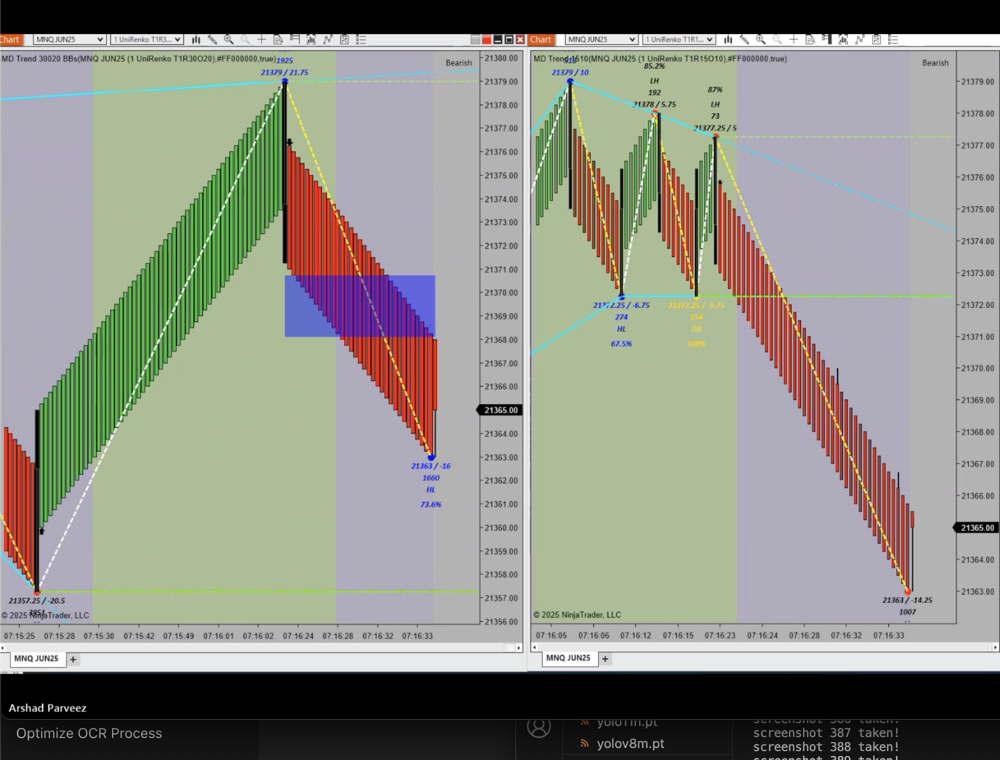 Chart
MNQ JUN25
1 UniRenko T1R3...
MD Trend 30020 BBs(MNQ JUN25 (1 UniRenko T1R30O20),#FF000000,true)
Bearish
1925
21379 / 21.75
21380.00
21379.00
21378.00
21377.00
21376.00
21375.00
21374.00
21373.00
21372.00
21371.00
21370.00
21369.00
21368.00
21367.00
21366.00
21365.00
21364.00
21363.00
21362.00
21361.00
21360.00
21359.00
21358.00
21357.00
21356.00
21363 / -16
1660
HL
73.6%
21357.25 / -20.5
© 2025 NinjaTrader, LLC
07:15:25 07:15:28 07:15:30 07:15:42 07:15:49 07:16:01 07:16:18 07:16:24 07:16:28 07:16:32 07:16:33
MNQ JUN25 +
Chart
MNQ JUN25
1 UniRenko T1R1...
(MNQ JUN25 (1 UniRenko T1R15O10),#FF000000,true)
Bearish
21379 / 10
85.2%
LH
192
21378 / 5.75
87%
LH
73
21377.25 / 5
21372.25 / -6.75
274
HL
67.5%
154
DB
100%
21379.00
21378.00
21377.00
21376.00
21375.00
21374.00
21373.00
21372.00
21371.00
21370.00
21369.00
21368.00
21367.00
21366.00
21365.00
21364.00
21363.00
21363 / -14.25
1007
© 2025 NinjaTrader, LLC
07:16:05 07:16:06 07:16:12 07:16:15 07:16:23 07:16:24 07:16:28 07:16:32 07:16:33
MNQ JUN25 +
Arshad Parveez
Optimize OCR Process
yolo11n.pt
yolov8m.pt
screenshot 386 taken!
screenshot 387 taken!
screenshot 388 taken!
screenshot 389 taken!